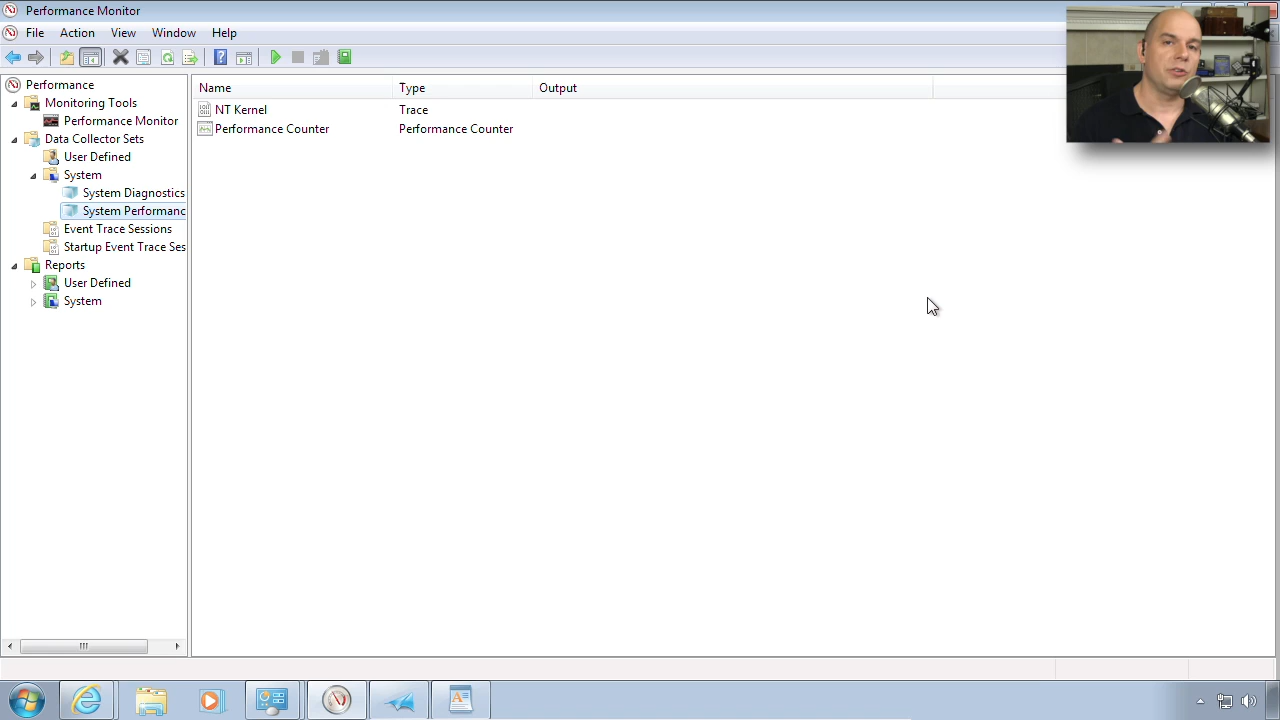 Performance Monitor
File Action View Window Help
Performance
Monitoring Tools
Performance Monitor
Data Collector Sets
User Defined
System
System Diagnostics
System Performanc
Event Trace Sessions
Startup Event Trace Ses
Reports
User Defined
System
Name Type Output
NT Kernel Trace
Performance Counter Performance Counter